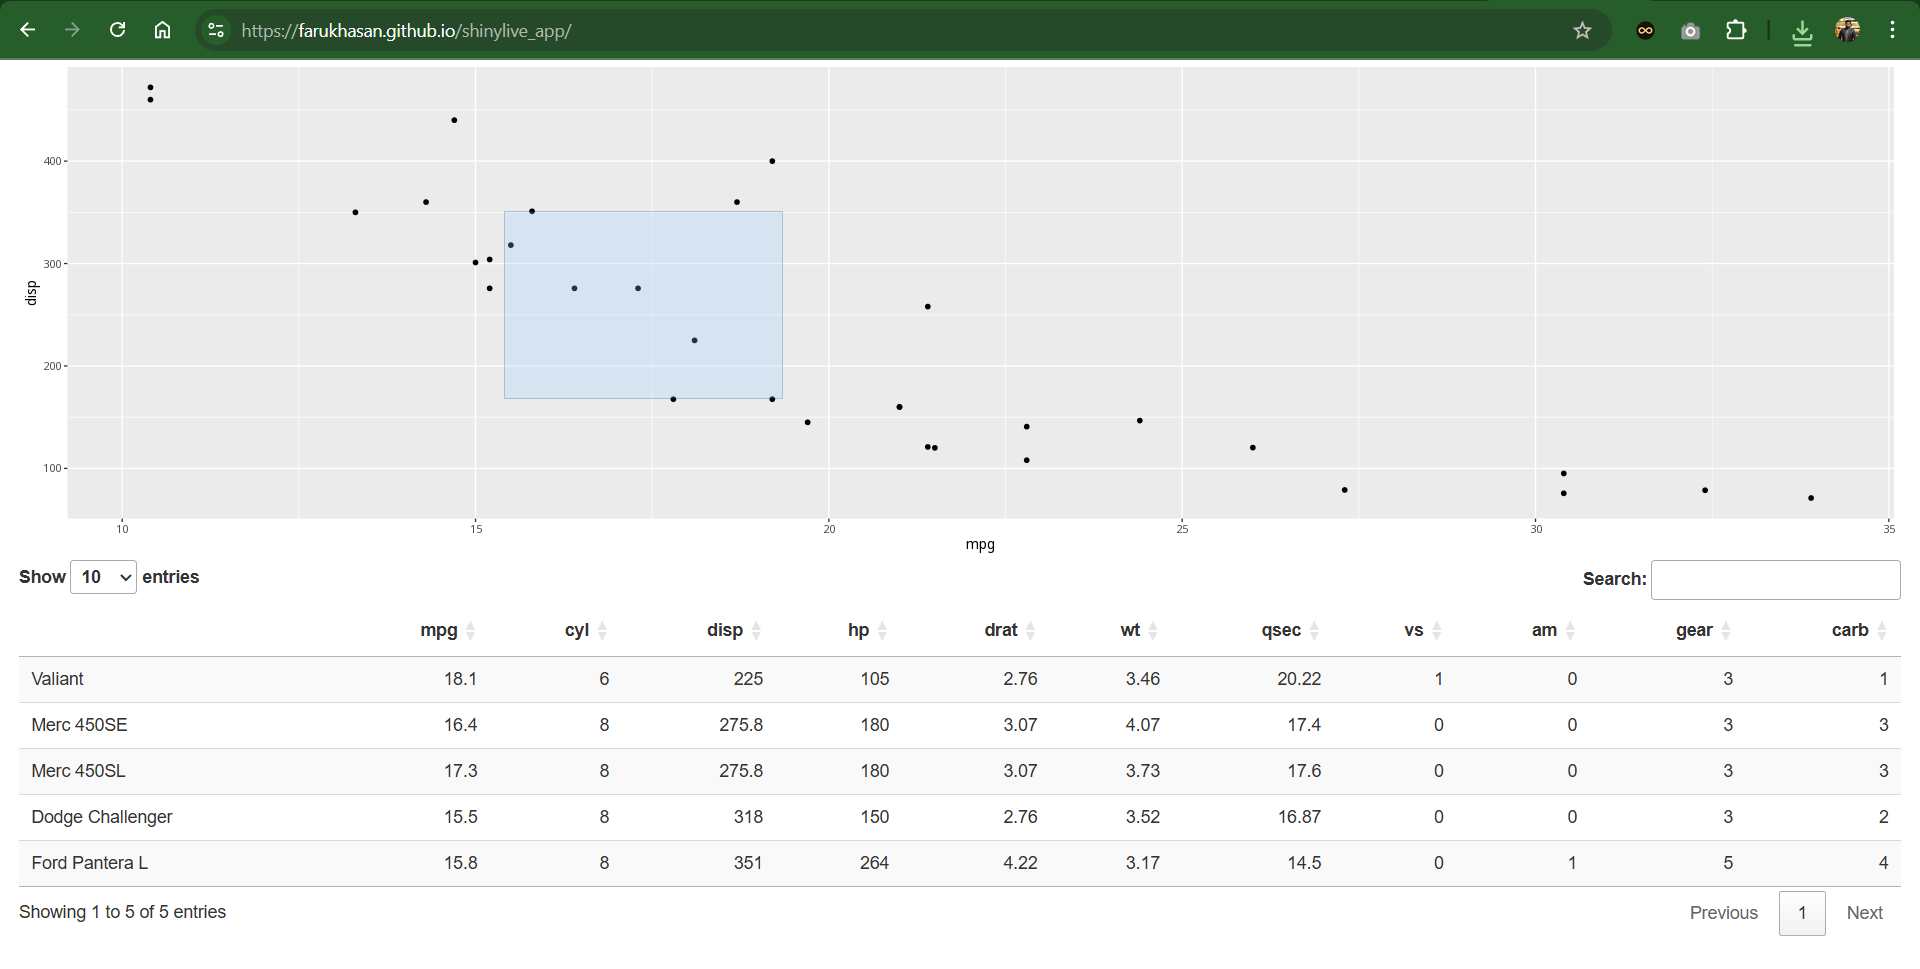 https://farukhasan.github.io/shinylive_app/
400
300
200
100
disp
10 15 20 25 30 35
mpg
Show 10 entries Search:
mpg cyl disp hp drat wt qsec vs am gear carb
Valiant 18.1 6 225 105 2.76 3.46 20.22 1 0 3 1
Merc 450SE 16.4 8 275.8 180 3.07 4.07 17.4 0 0 3 3
Merc 450SL 17.3 8 275.8 180 3.07 3.73 17.6 0 0 3 3
Dodge Challenger 15.5 8 318 150 2.76 3.52 16.87 0 0 3 2
Ford Pantera L 15.8 8 351 264 4.22 3.17 14.5 0 1 5 4
Showing 1 to 5 of 5 entries Previous 1 Next